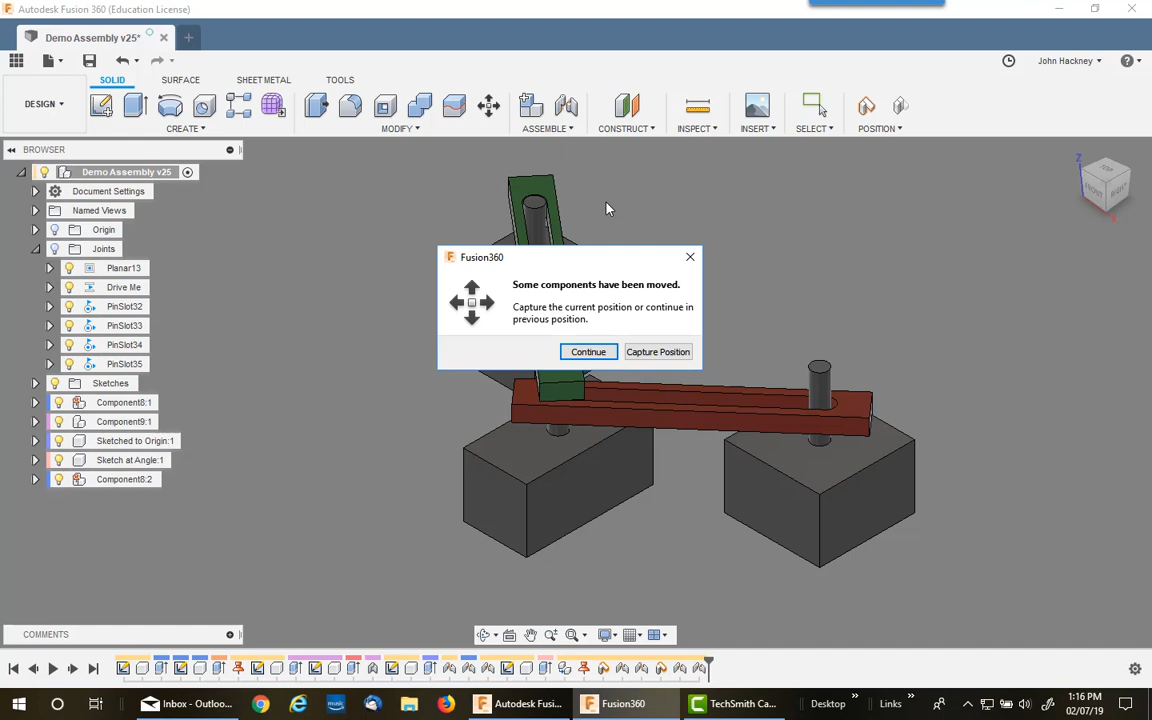 Autodesk Fusion 360 (Education License)
Demo Assembly v25*
John Hackney
SOLID SURFACE SHEET METAL TOOLS
DESIGN
CREATE MODIFY ASSEMBLE CONSTRUCT INSPECT INSERT SELECT POSITION
BROWSER
Demo Assembly v25
Document Settings
Named Views
Origin
Joints
Planar13
Drive Me
PinSlot32
PinSlot33
PinSlot34
PinSlot35
Sketches
Component8:1
Component9:1
Sketched to Origin:1
Sketch at Angle:1
Component8:2
Z
TOP
FRONT RIGHT
X
Fusion360
Some components have been moved.
Capture the current position or continue in
previous position.
Continue Capture Position
COMMENTS
Inbox - Outloo...
Autodesk Fusi...
Fusion360
TechSmith Ca...
Desktop
Links
1:16 PM
02/07/19